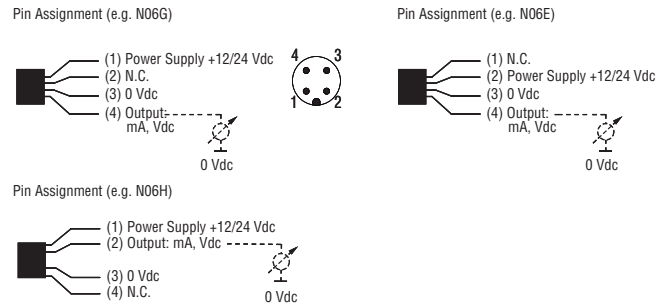 Pin Assignment (e.g. N06G)
(1) Power Supply +12/24 Vdc
(2) N.C.
(3) 0 Vdc
(4) Output:
mA, Vdc
0 Vdc
4 3
1 2
Pin Assignment (e.g. N06E)
(1) N.C.
(2) Power Supply +12/24 Vdc
(3) 0 Vdc
(4) Output:
mA, Vdc
0 Vdc
Pin Assignment (e.g. N06H)
(1) Power Supply +12/24 Vdc
(2) Output: mA, Vdc
(3) 0 Vdc
(4) N.C.
0 Vdc